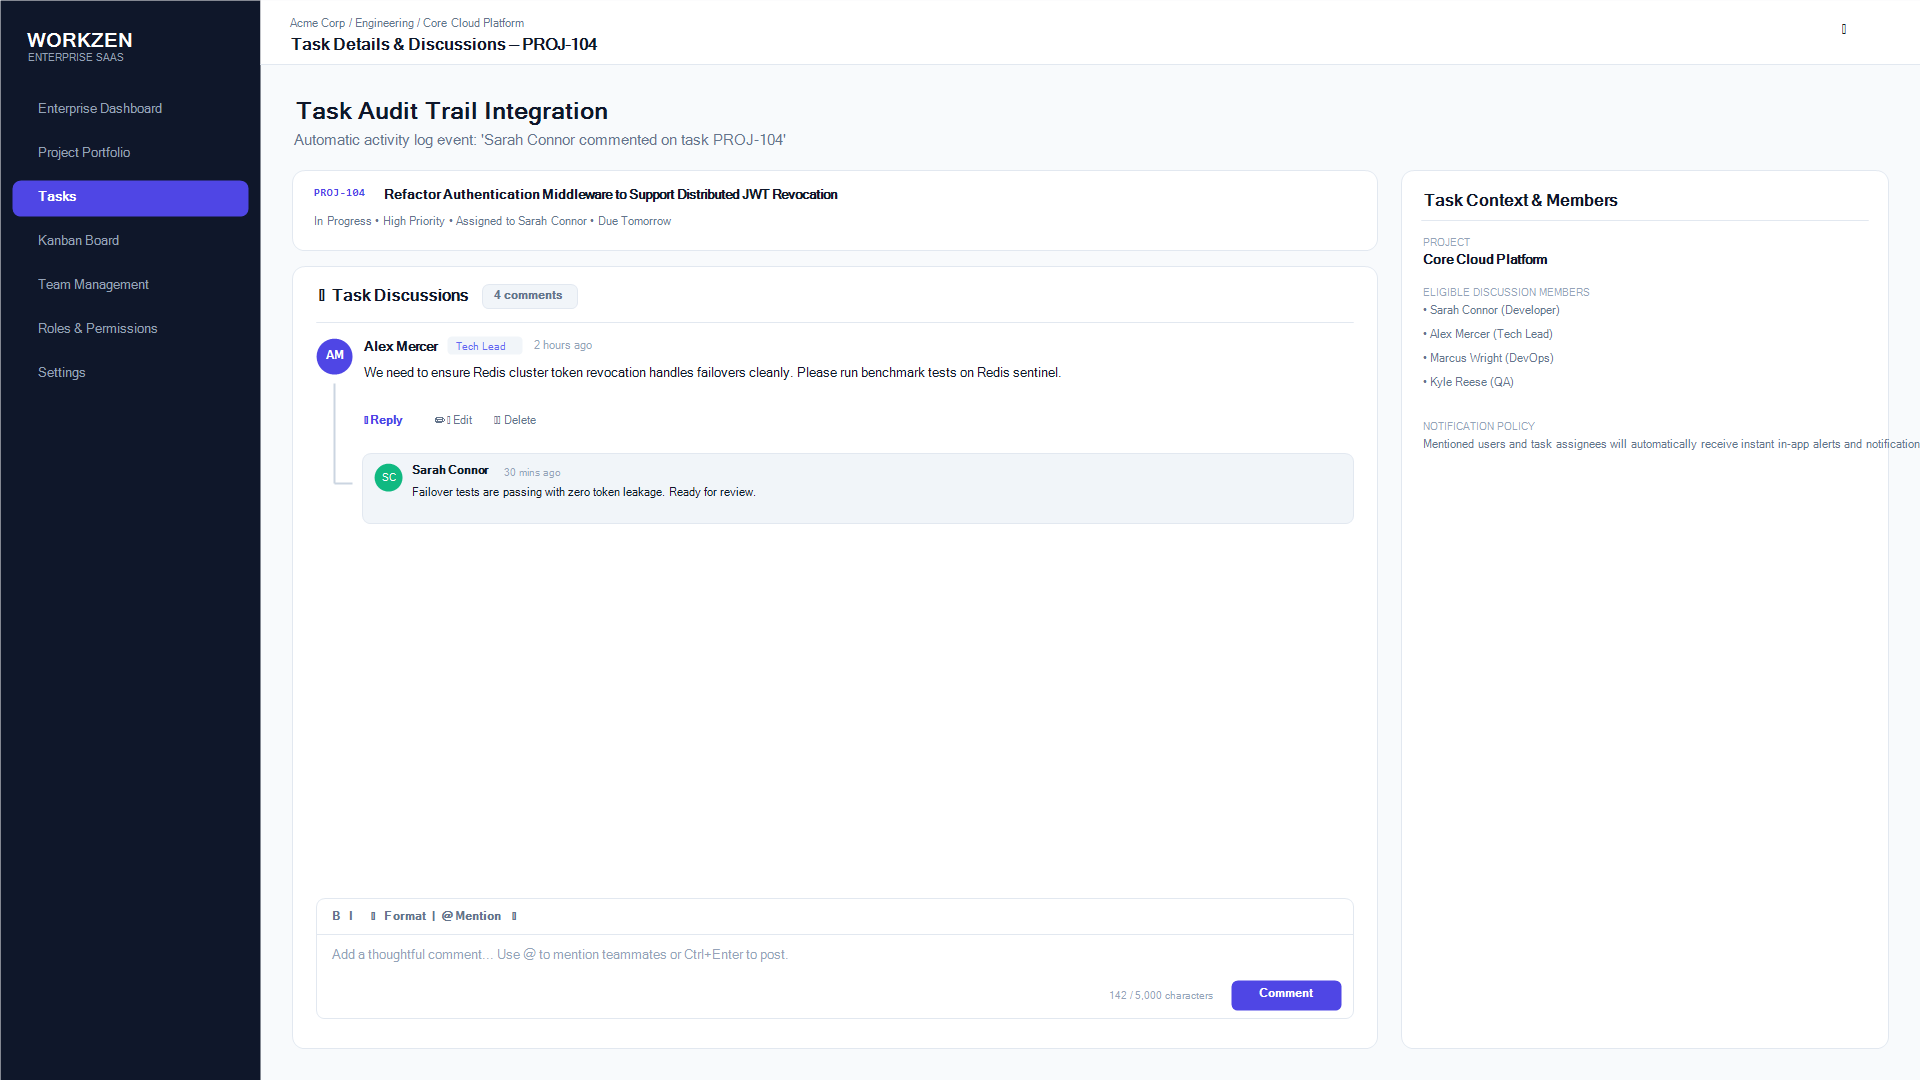 WORKZEN
ENTERPRISE SAAS
Enterprise Dashboard
Project Portfolio
Tasks
Kanban Board
Team Management
Roles & Permissions
Settings
Acme Corp / Engineering / Core Cloud Platform
Task Details & Discussions – PROJ-104
Task Audit Trail Integration
Automatic activity log event: 'Sarah Connor commented on task PROJ-104'
PROJ-104 Refactor Authentication Middleware to Support Distributed JWT Revocation
In Progress • High Priority • Assigned to Sarah Connor • Due Tomorrow
Task Discussions 4 comments
AM Alex Mercer Tech Lead 2 hours ago
We need to ensure Redis cluster token revocation handles failovers cleanly. Please run benchmark tests on Redis sentinel.
Reply ✏ Edit Delete
SC Sarah Connor 30 mins ago
Failover tests are passing with zero token leakage. Ready for review.
B I Format | @Mention
Add a thoughtful comment... Use @ to mention teammates or Ctrl+Enter to post.
142 / 5,000 characters Comment
Task Context & Members
PROJECT
Core Cloud Platform
ELIGIBLE DISCUSSION MEMBERS
• Sarah Connor (Developer)
• Alex Mercer (Tech Lead)
• Marcus Wright (DevOps)
• Kyle Reese (QA)
NOTIFICATION POLICY
Mentioned users and task assignees will automatically receive instant in-app alerts and notification